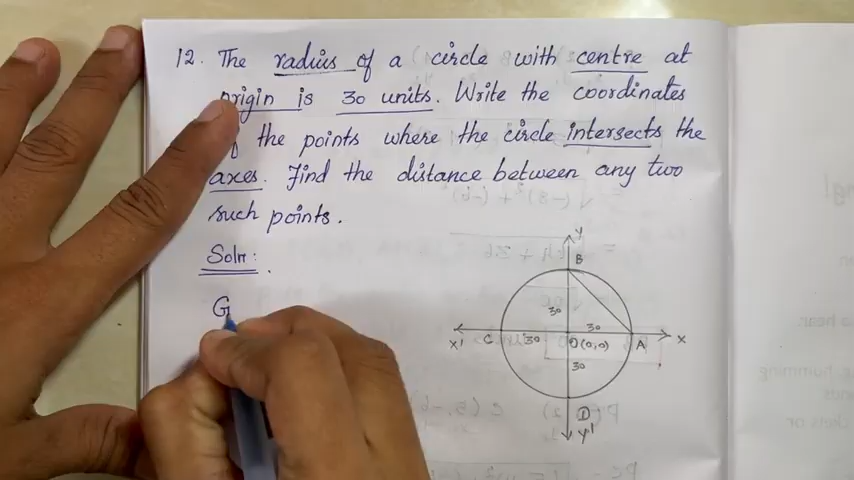 12. The radius of a circle with centre at
origin is 30 units. Write the coordinates
the points where the circle intersects the
axes. Find the distance between any two
such points.
Soln:
G
Y
B
30
30
X' C 30 O(0,0) A X
30
D
Y'